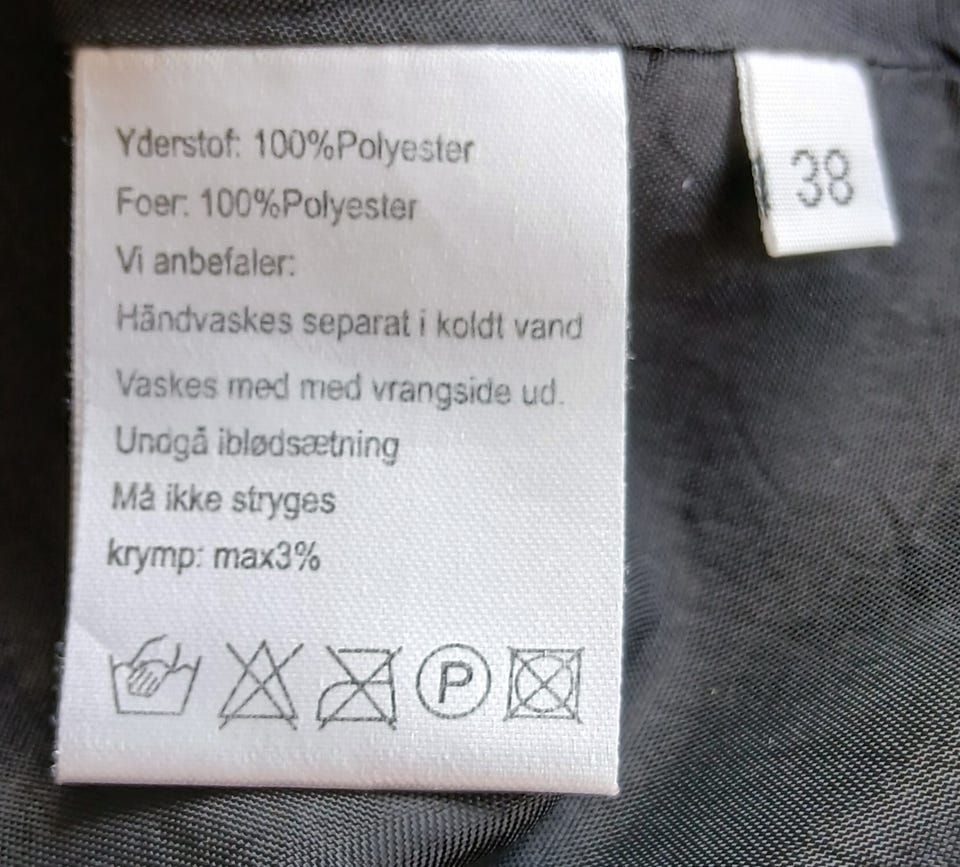 Yderstof: 100%Polyester
Foer: 100%Polyester
Vi anbefaler:
Håndvaskes separat i koldt vand
Vaskes med med vrangside ud.
Undgå iblødsætning
Må ikke stryges
krymp: max3%
P
38